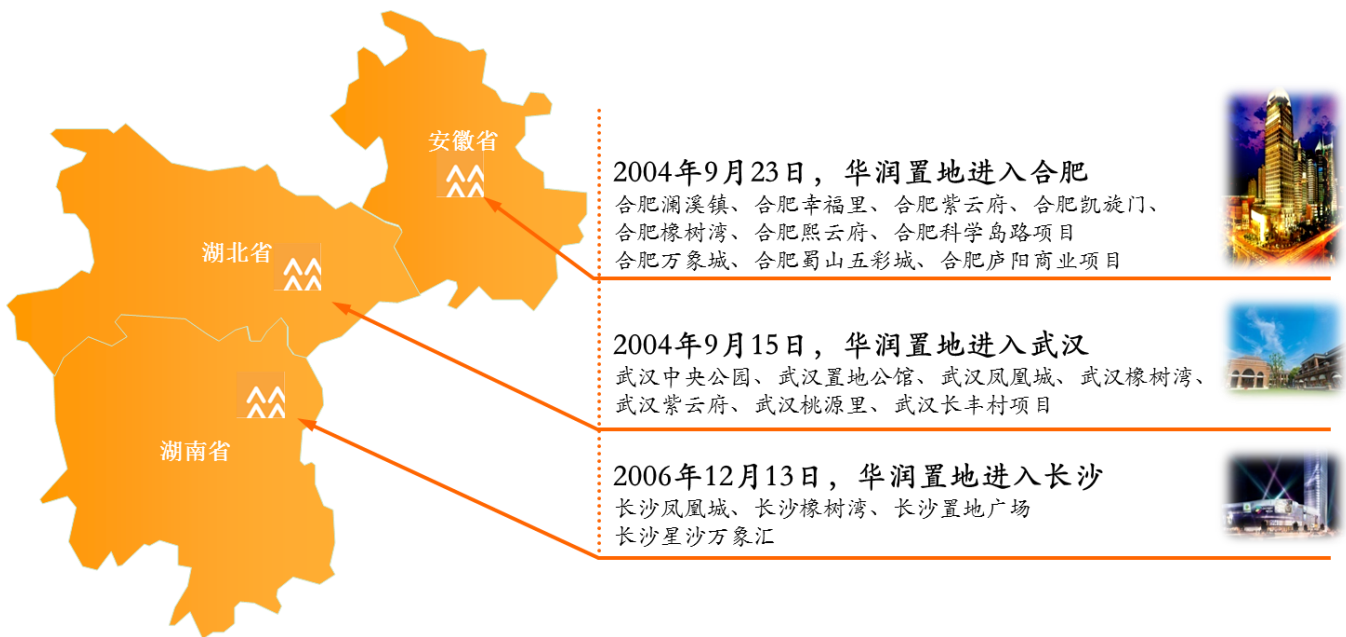 安徽省
湖北省
湖南省
2004年9月23日，华润置地进入合肥
合肥澜溪镇、合肥幸福里、合肥紫云府、合肥凯旋门、
合肥橡树湾、合肥熙云府、合肥科学岛路项目
合肥万象城、合肥蜀山五彩城、合肥庐阳商业项目
2004年9月15日，华润置地进入武汉
武汉中央公园、武汉置地公馆、武汉凤凰城、武汉橡树湾、
武汉紫云府、武汉桃源里、武汉长丰村项目
2006年12月13日，华润置地进入长沙
长沙凤凰城、长沙橡树湾、长沙置地广场
长沙星沙万象汇